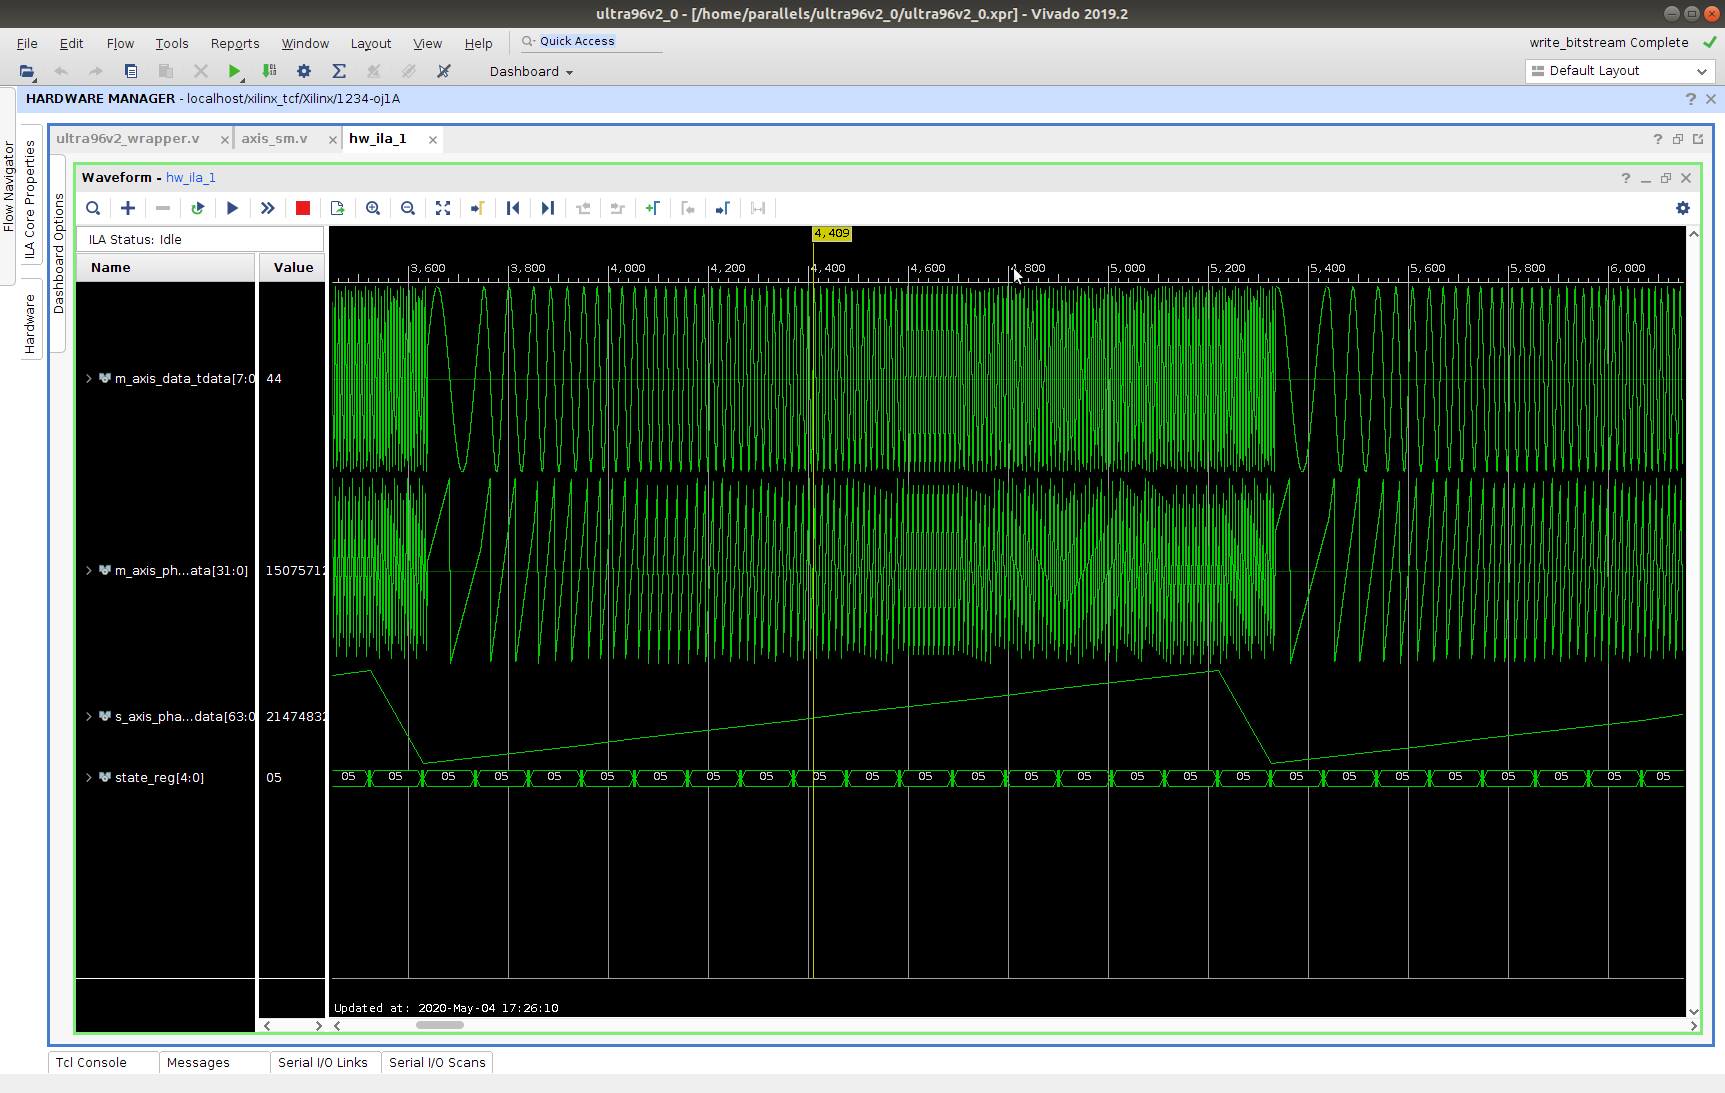 ultra96v2_0 - [/home/parallels/ultra96v2_0/ultra96v2_0.xpr] - Vivado 2019.2
File Edit Flow Tools Reports Window Layout View Help Quick Access write_bitstream Complete
Dashboard Default Layout
HARDWARE MANAGER - localhost/xilinx_tcf/Xilinx/1234-oj1A
Flow Navigator
ILA Core Properties
Hardware
Dashboard Options
ultra96v2_wrapper.v axis_sm.v hw_ila_1
Waveform - hw_ila_1
ILA Status: Idle
4,409
Name Value
3,600 3,800 4,000 4,200 4,400 4,600 4,800 5,000 5,200 5,400 5,600 5,800 6,000
m_axis_data_tdata[7:0 44
m_axis_ph...ata[31:0] 15075712
s_axis_pha...data[63:0 21474832
state_reg[4:0] 05
05 05 05 05 05 05 05 05 05 05 05 05 05 05 05 05 05 05 05 05 05 05 05 05 05 05
Updated at: 2020-May-04 17:26:10
Tcl Console Messages Serial I/O Links Serial I/O Scans